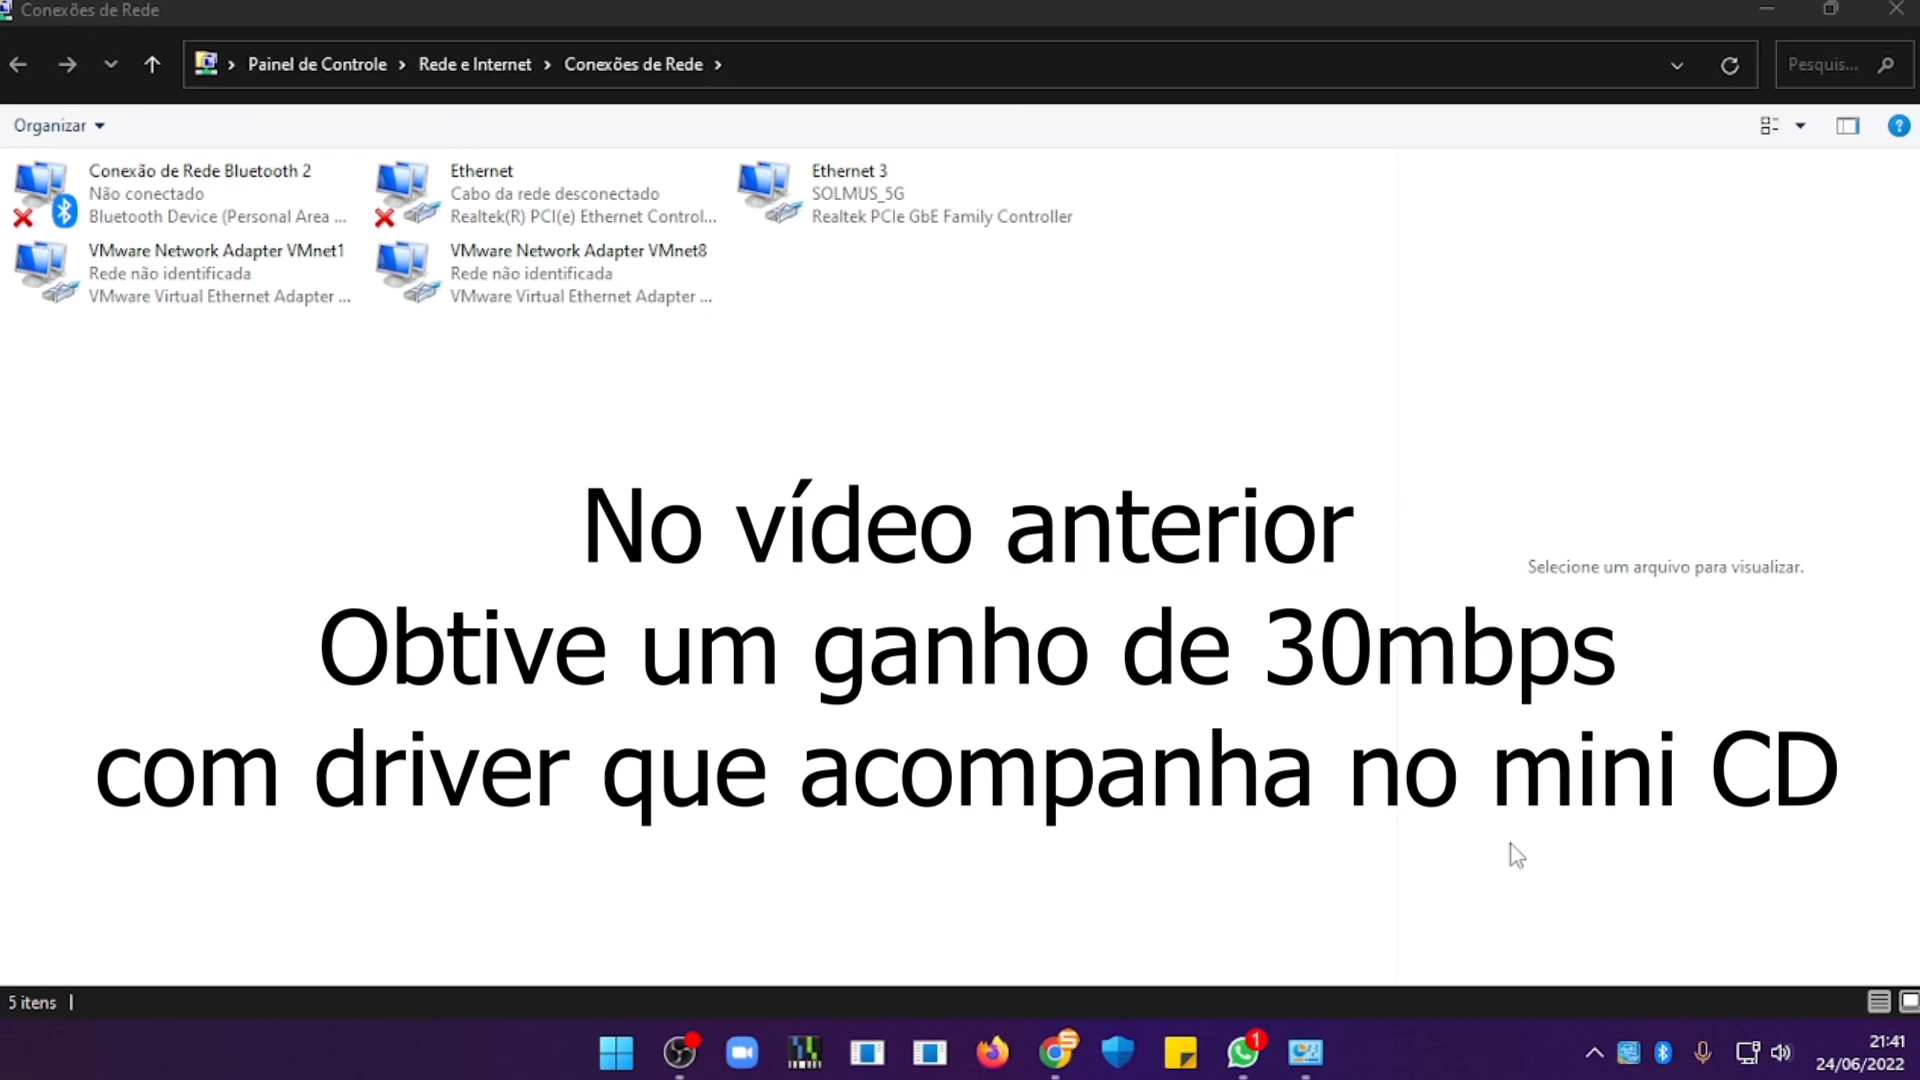 Conexões de Rede
Painel de Controle
Rede e Internet
Conexões de Rede
Pesquis...
Organizar
Conexão de Rede Bluetooth 2
Não conectado
Bluetooth Device (Personal Area ...
Ethernet
Cabo da rede desconectado
Realtek(R) PCI(e) Ethernet Control...
Ethernet 3
SOLMUS_5G
Realtek PCIe GbE Family Controller
VMware Network Adapter VMnet1
Rede não identificada
VMware Virtual Ethernet Adapter ...
VMware Network Adapter VMnet8
Rede não identificada
VMware Virtual Ethernet Adapter ...
No vídeo anterior
Selecione um arquivo para visualizar.
Obtive um ganho de 30mbps
com driver que acompanha no mini CD
5 itens
1
21:41
24/06/2022